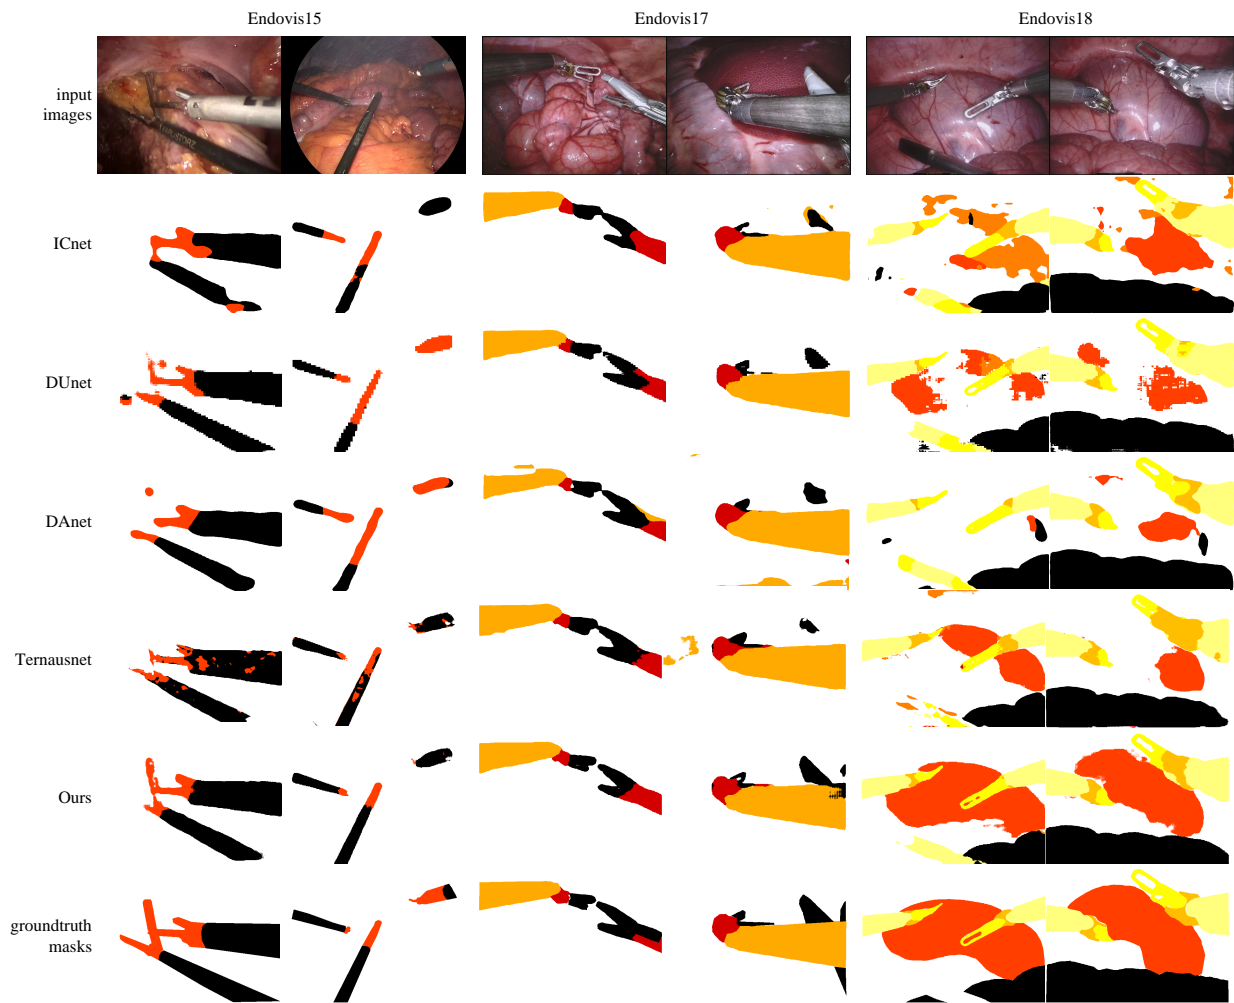 Endovis15 Endovis17 Endovis18
input
images
ICnet
DUnet
DAnet
Ternausnet
Ours
groundtruth
masks